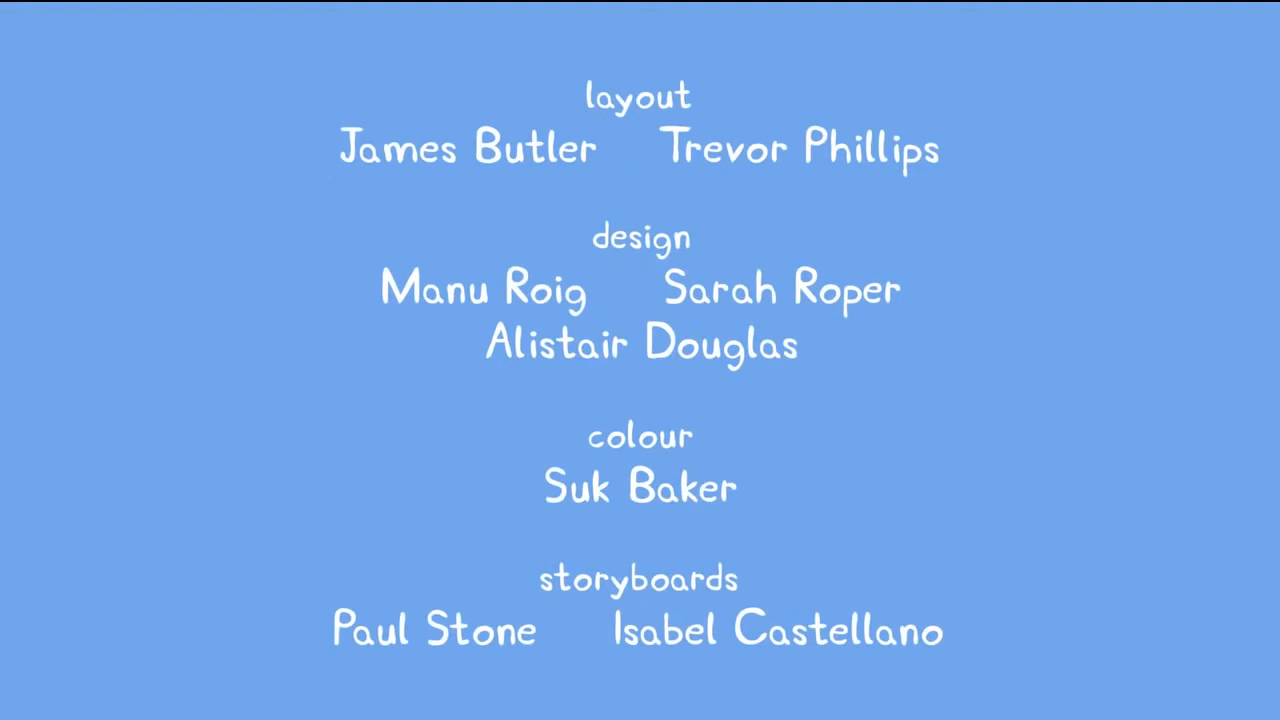 layout
James Butler Trevor Phillips
design
Manu Roig Sarah Roper
Alistair Douglas
colour
Suk Baker
storyboards
Paul Stone Isabel Castellano